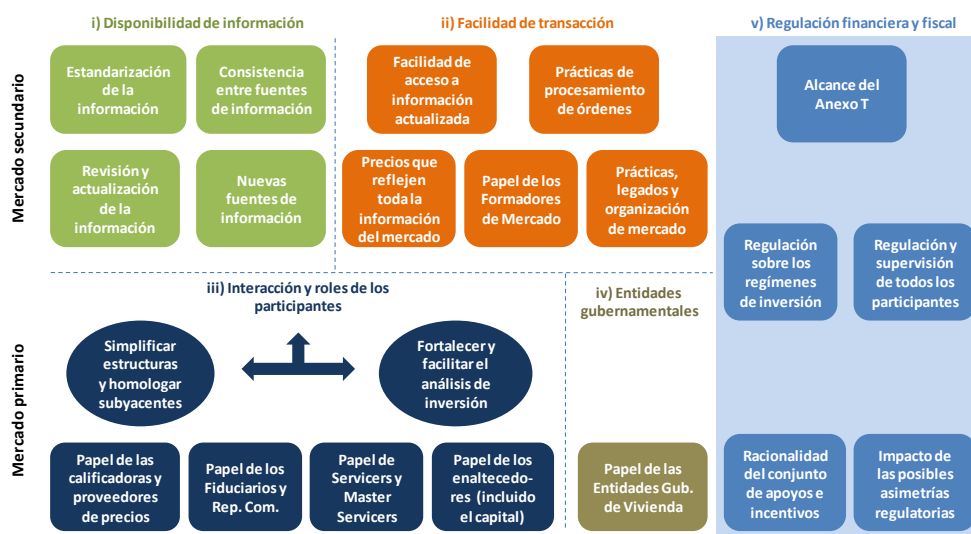 i) Disponibilidad de información
ii) Facilidad de transacción
v) Regulación financiera y fiscal
Mercado secundario
Estandarización
de la
información
Consistencia
entre fuentes
de información
Facilidad de
acceso a
información
actualizada
Prácticas de
procesamiento
de órdenes
Alcance del
Anexo T
Revisión y
actualización
de la
información
Nuevas
fuentes de
información
Precios que
reflejen
toda la
información
del mercado
Papel de los
Formadores
de Mercado
Prácticas,
legados y
organización
de mercado
Regulación
sobre los
regímenes
de inversión
Regulación y
supervisión
de todos los
participantes
iii) Interacción y roles de los
participantes
iv) Entidades
gubernamentales
Mercado primario
Simplificar
estructuras
y homologar
subyacentes
Fortalecer y
facilitar el
análisis de
inversión
Papel de las
calificadoras y
proveedores
de precios
Papel de los
Fiduciarios y
Rep. Com.
Papel de
Servicers y
Master
Servicers
Papel de los
enaltecedo-
res (incluido
el capital)
Papel de las
Entidades Gub.
de Vivienda
Racionalidad
del conjunto
de apoyos e
incentivos
Impacto de
las posibles
asimetrías
regulatorias